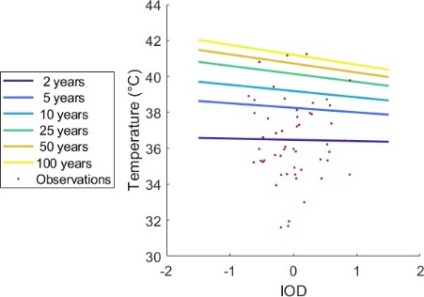 44
42
40
38
36
34
32
30
Temperature (°C)
-2
-1
0
1
2
IOD
2 years
5 years
10 years
25 years
50 years
100 years
Observations